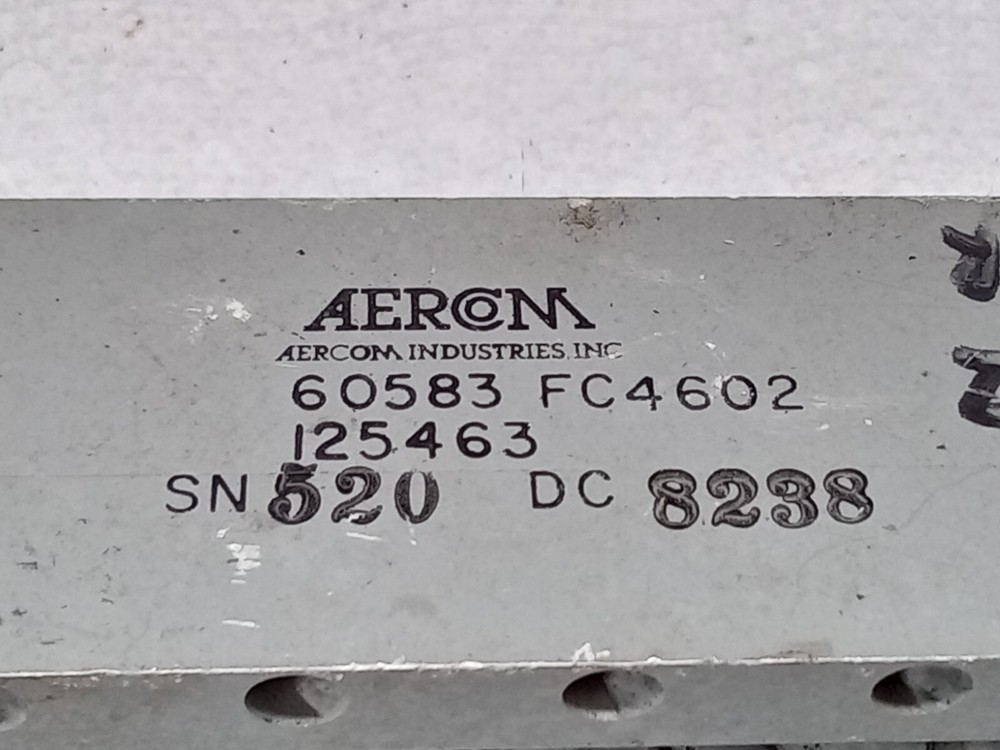 AERCOM
AERCOM INDUSTRIES, INC
60583 FC4602
125463
SN 520 DC 8238